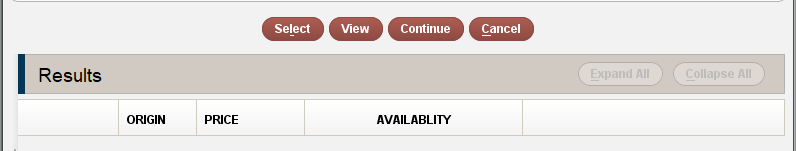 Select View Continue Cancel
Results Expand All Collapse All
ORIGIN PRICE AVAILABLITY